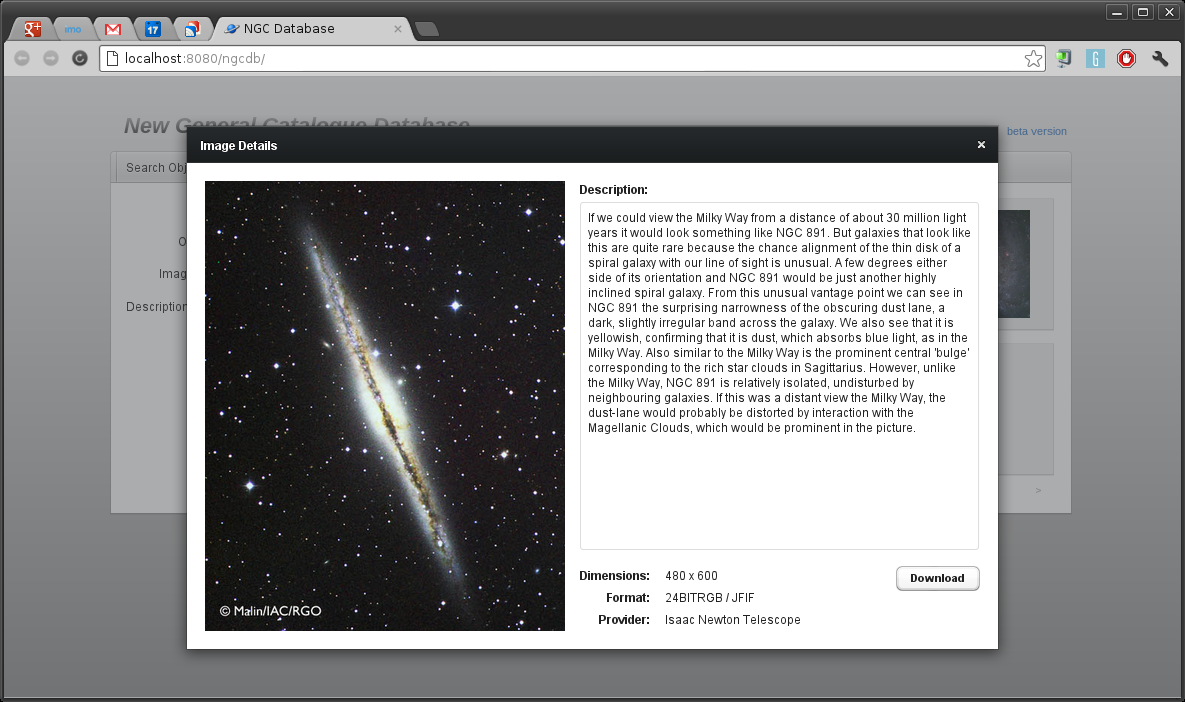 imo
17
NGC Database
localhost:8080/ngcdb/
New General Catalogue Database
beta version
Search Obj
O
Imag
Description
>
Image Details
Description:
If we could view the Milky Way from a distance of about 30 million light
years it would look something like NGC 891. But galaxies that look like
this are quite rare because the chance alignment of the thin disk of a
spiral galaxy with our line of sight is unusual. A few degrees either
side of its orientation and NGC 891 would be just another highly
inclined spiral galaxy. From this unusual vantage point we can see in
NGC 891 the surprising narrowness of the obscuring dust lane, a
dark, slightly irregular band across the galaxy. We also see that it is
yellowish, confirming that it is dust, which absorbs blue light, as in the
Milky Way. Also similar to the Milky Way is the prominent central 'bulge'
corresponding to the rich star clouds in Sagittarius. However, unlike
the Milky Way, NGC 891 is relatively isolated, undisturbed by
neighbouring galaxies. If this was a distant view the Milky Way, the
dust-lane would probably be distorted by interaction with the
Magellanic Clouds, which would be prominent in the picture.
© Malin/IAC/RGO
Dimensions: 480 x 600
Download
Format: 24BITRGB / JFIF
Provider: Isaac Newton Telescope